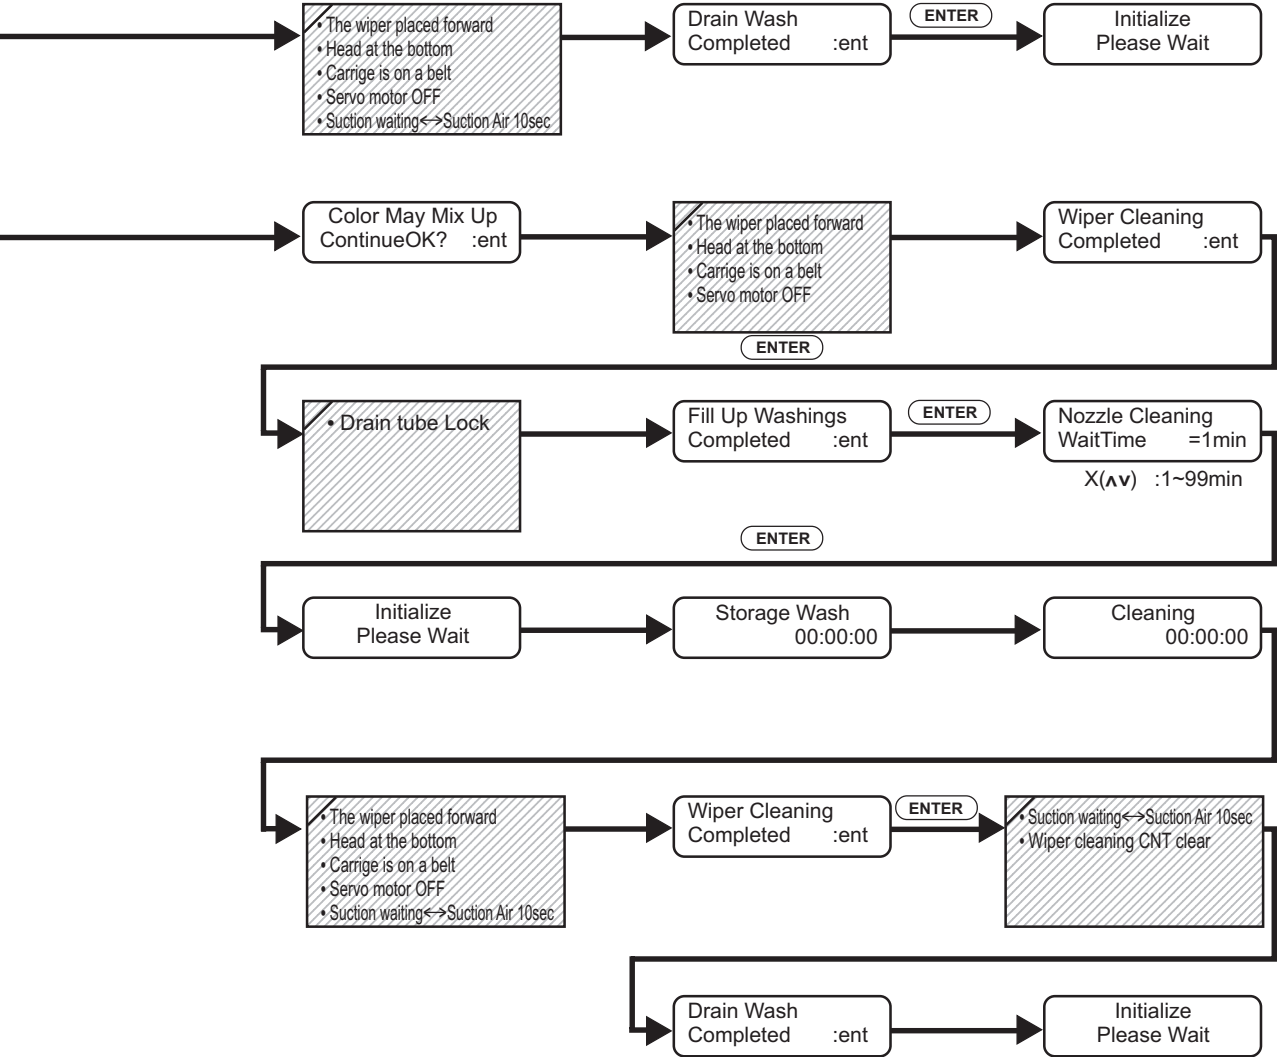 • The wiper placed forward
• Head at the bottom
• Carrige is on a belt
• Servo motor OFF
• Suction waiting↔Suction Air 10sec
Drain Wash
Completed :ent
ENTER
Initialize
Please Wait
Color May Mix Up
ContinueOK? :ent
• The wiper placed forward
• Head at the bottom
• Carrige is on a belt
• Servo motor OFF
Wiper Cleaning
Completed :ent
ENTER
• Drain tube Lock
Fill Up Washings
Completed :ent
ENTER
Nozzle Cleaning
WaitTime =1min
X(∧∨) :1~99min
ENTER
Initialize
Please Wait
Storage Wash
00:00:00
Cleaning
00:00:00
• The wiper placed forward
• Head at the bottom
• Carrige is on a belt
• Servo motor OFF
• Suction waiting↔Suction Air 10sec
Wiper Cleaning
Completed :ent
ENTER
• Suction waiting↔Suction Air 10sec
• Wiper cleaning CNT clear
Drain Wash
Completed :ent
Initialize
Please Wait